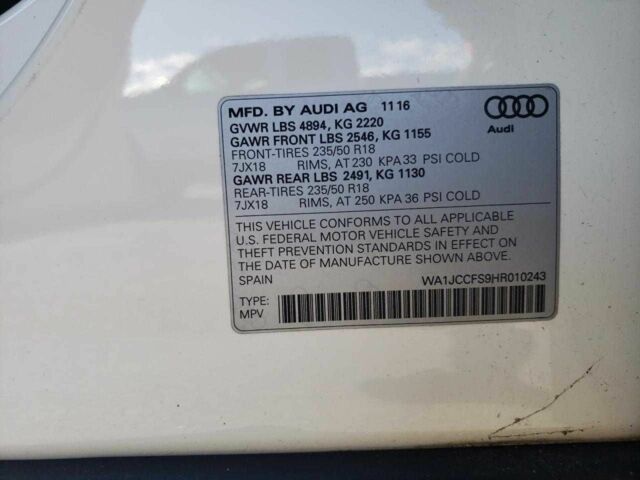 MFD. BY AUDI AG 11 16
GVWR LBS 4894, KG 2220
GAWR FRONT LBS 2546, KG 1155
FRONT-TIRES 235/50 R18
7JX18 RIMS, AT 230 KPA 33 PSI COLD
GAWR REAR LBS 2491, KG 1130
REAR-TIRES 235/50 R18
7JX18 RIMS, AT 250 KPA 36 PSI COLD
Audi
THIS VEHICLE CONFORMS TO ALL APPLICABLE
U.S. FEDERAL MOTOR VEHICLE SAFETY AND
THEFT PREVENTION STANDARDS IN EFFECT ON THE
DATE OF MANUFACTURE SHOWN ABOVE.
SPAIN WA1JCCFS9HR010243
TYPE:
MPV